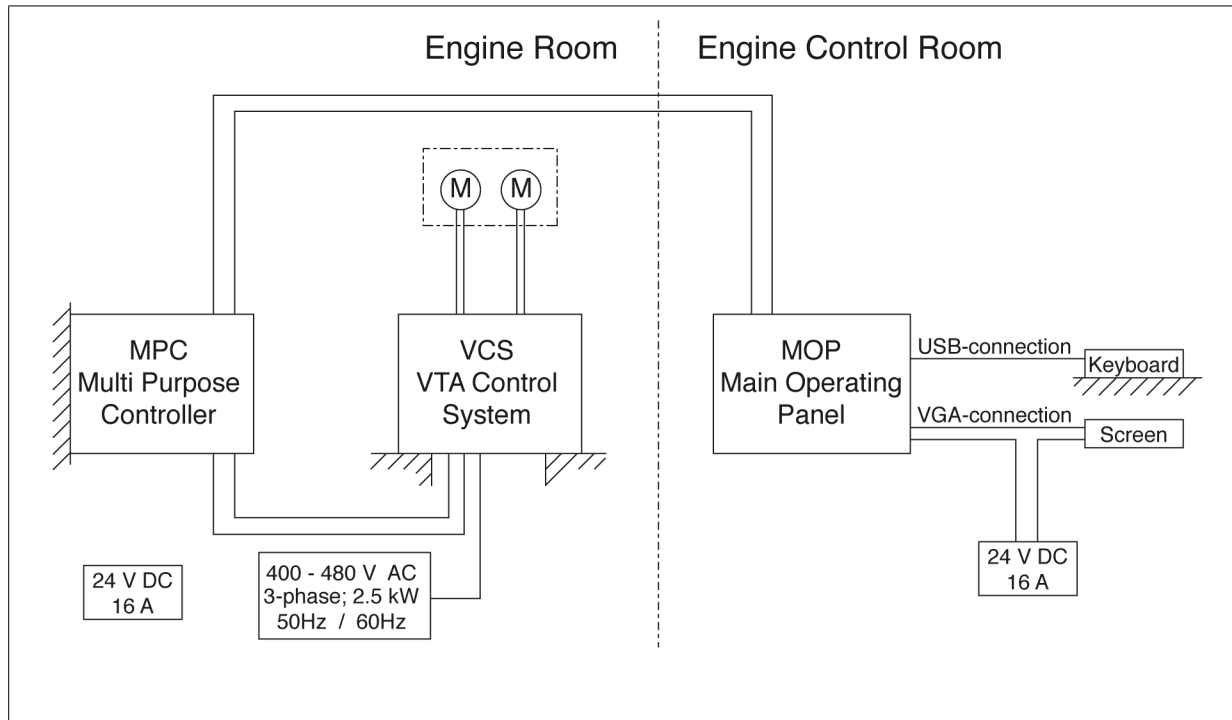 Engine Room
Engine Control Room
M
M
MPC
Multi Purpose
Controller
VCS
VTA Control
System
MOP
Main Operating
Panel
USB-connection
Keyboard
VGA-connection
Screen
24 V DC
16 A
400 - 480 V AC
3-phase; 2.5 kW
50Hz / 60Hz
24 V DC
16 A